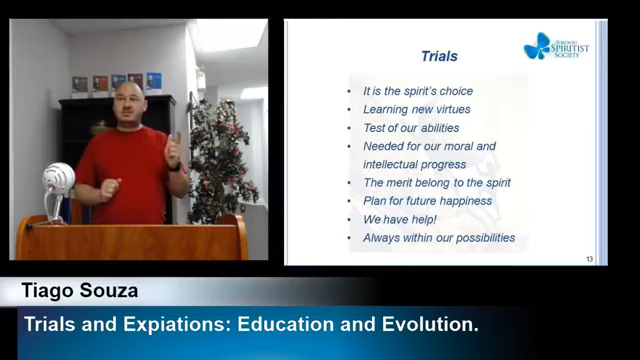 Trials
TORONTO
SPIRITIST
SOCIETY
• It is the spirit's choice
• Learning new virtues
• Test of our abilities
• Needed for our moral and
intellectual progress
• The merit belong to the spirit
• Plan for future happiness
• We have help!
• Always within our possibilities
13
Tiago Souza
Trials and Expiations: Education and Evolution.